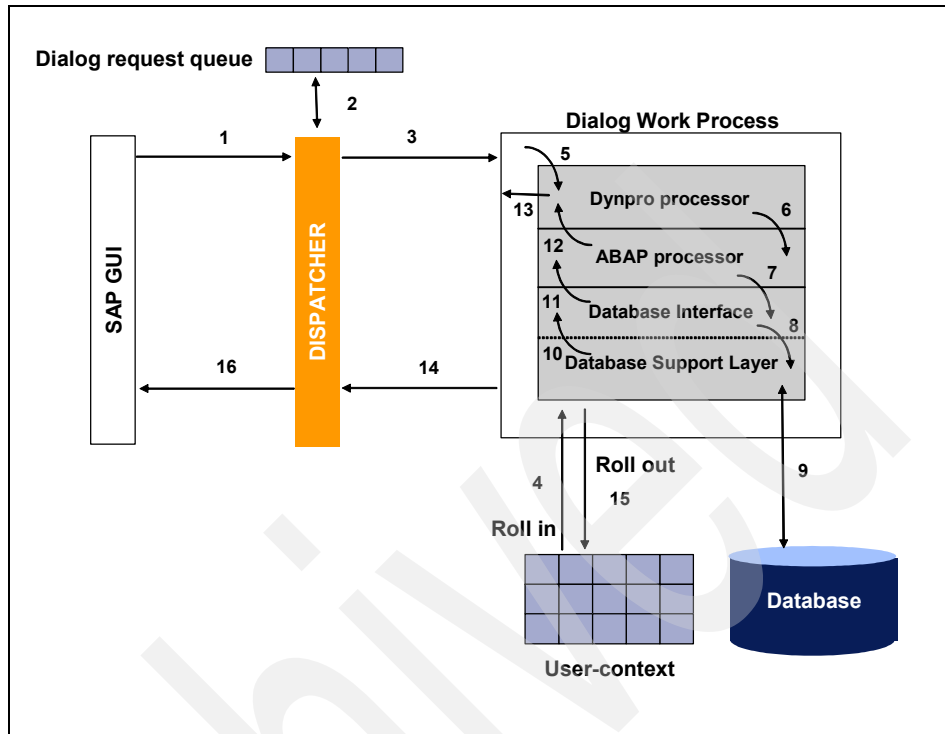 Dialog request queue
2
1
3
Dialog Work Process
5
13
Dynpro processor
6
12
ABAP processor
7
11
Database Interface
8
10
Database Support Layer
SAP GUI
DISPATCHER
16
14
4
Roll out
15
9
Roll in
Database
User-context
hived